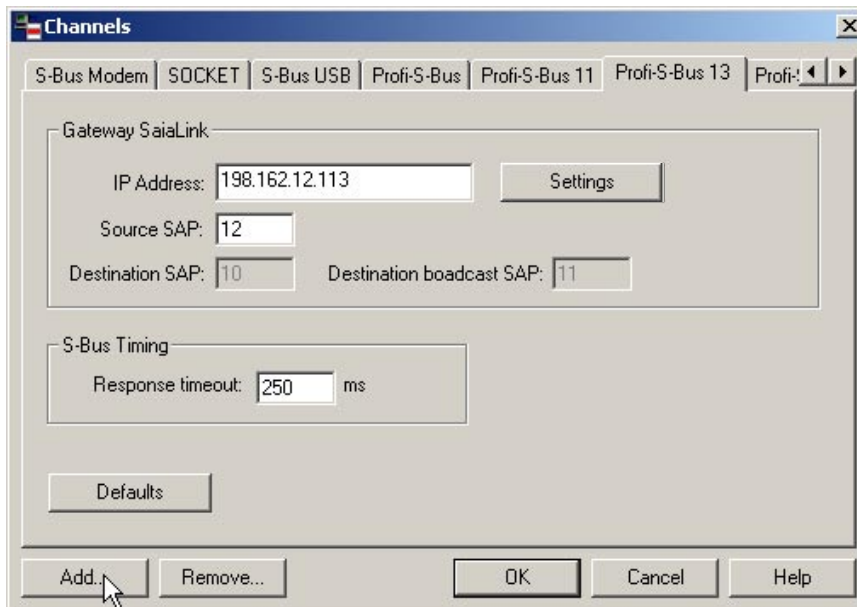 Channels
S-Bus Modem SOCKET S-Bus USB Profi-S-Bus Profi-S-Bus 11 Profi-S-Bus 13
Gateway SaiaLink
IP Address: 198.162.12.113 Settings
Source SAP: 12
Destination SAP: 10 Destination boadcast SAP: 11
S-Bus Timing
Response timeout: 250 ms
Defaults
Add... Remove... OK Cancel Help